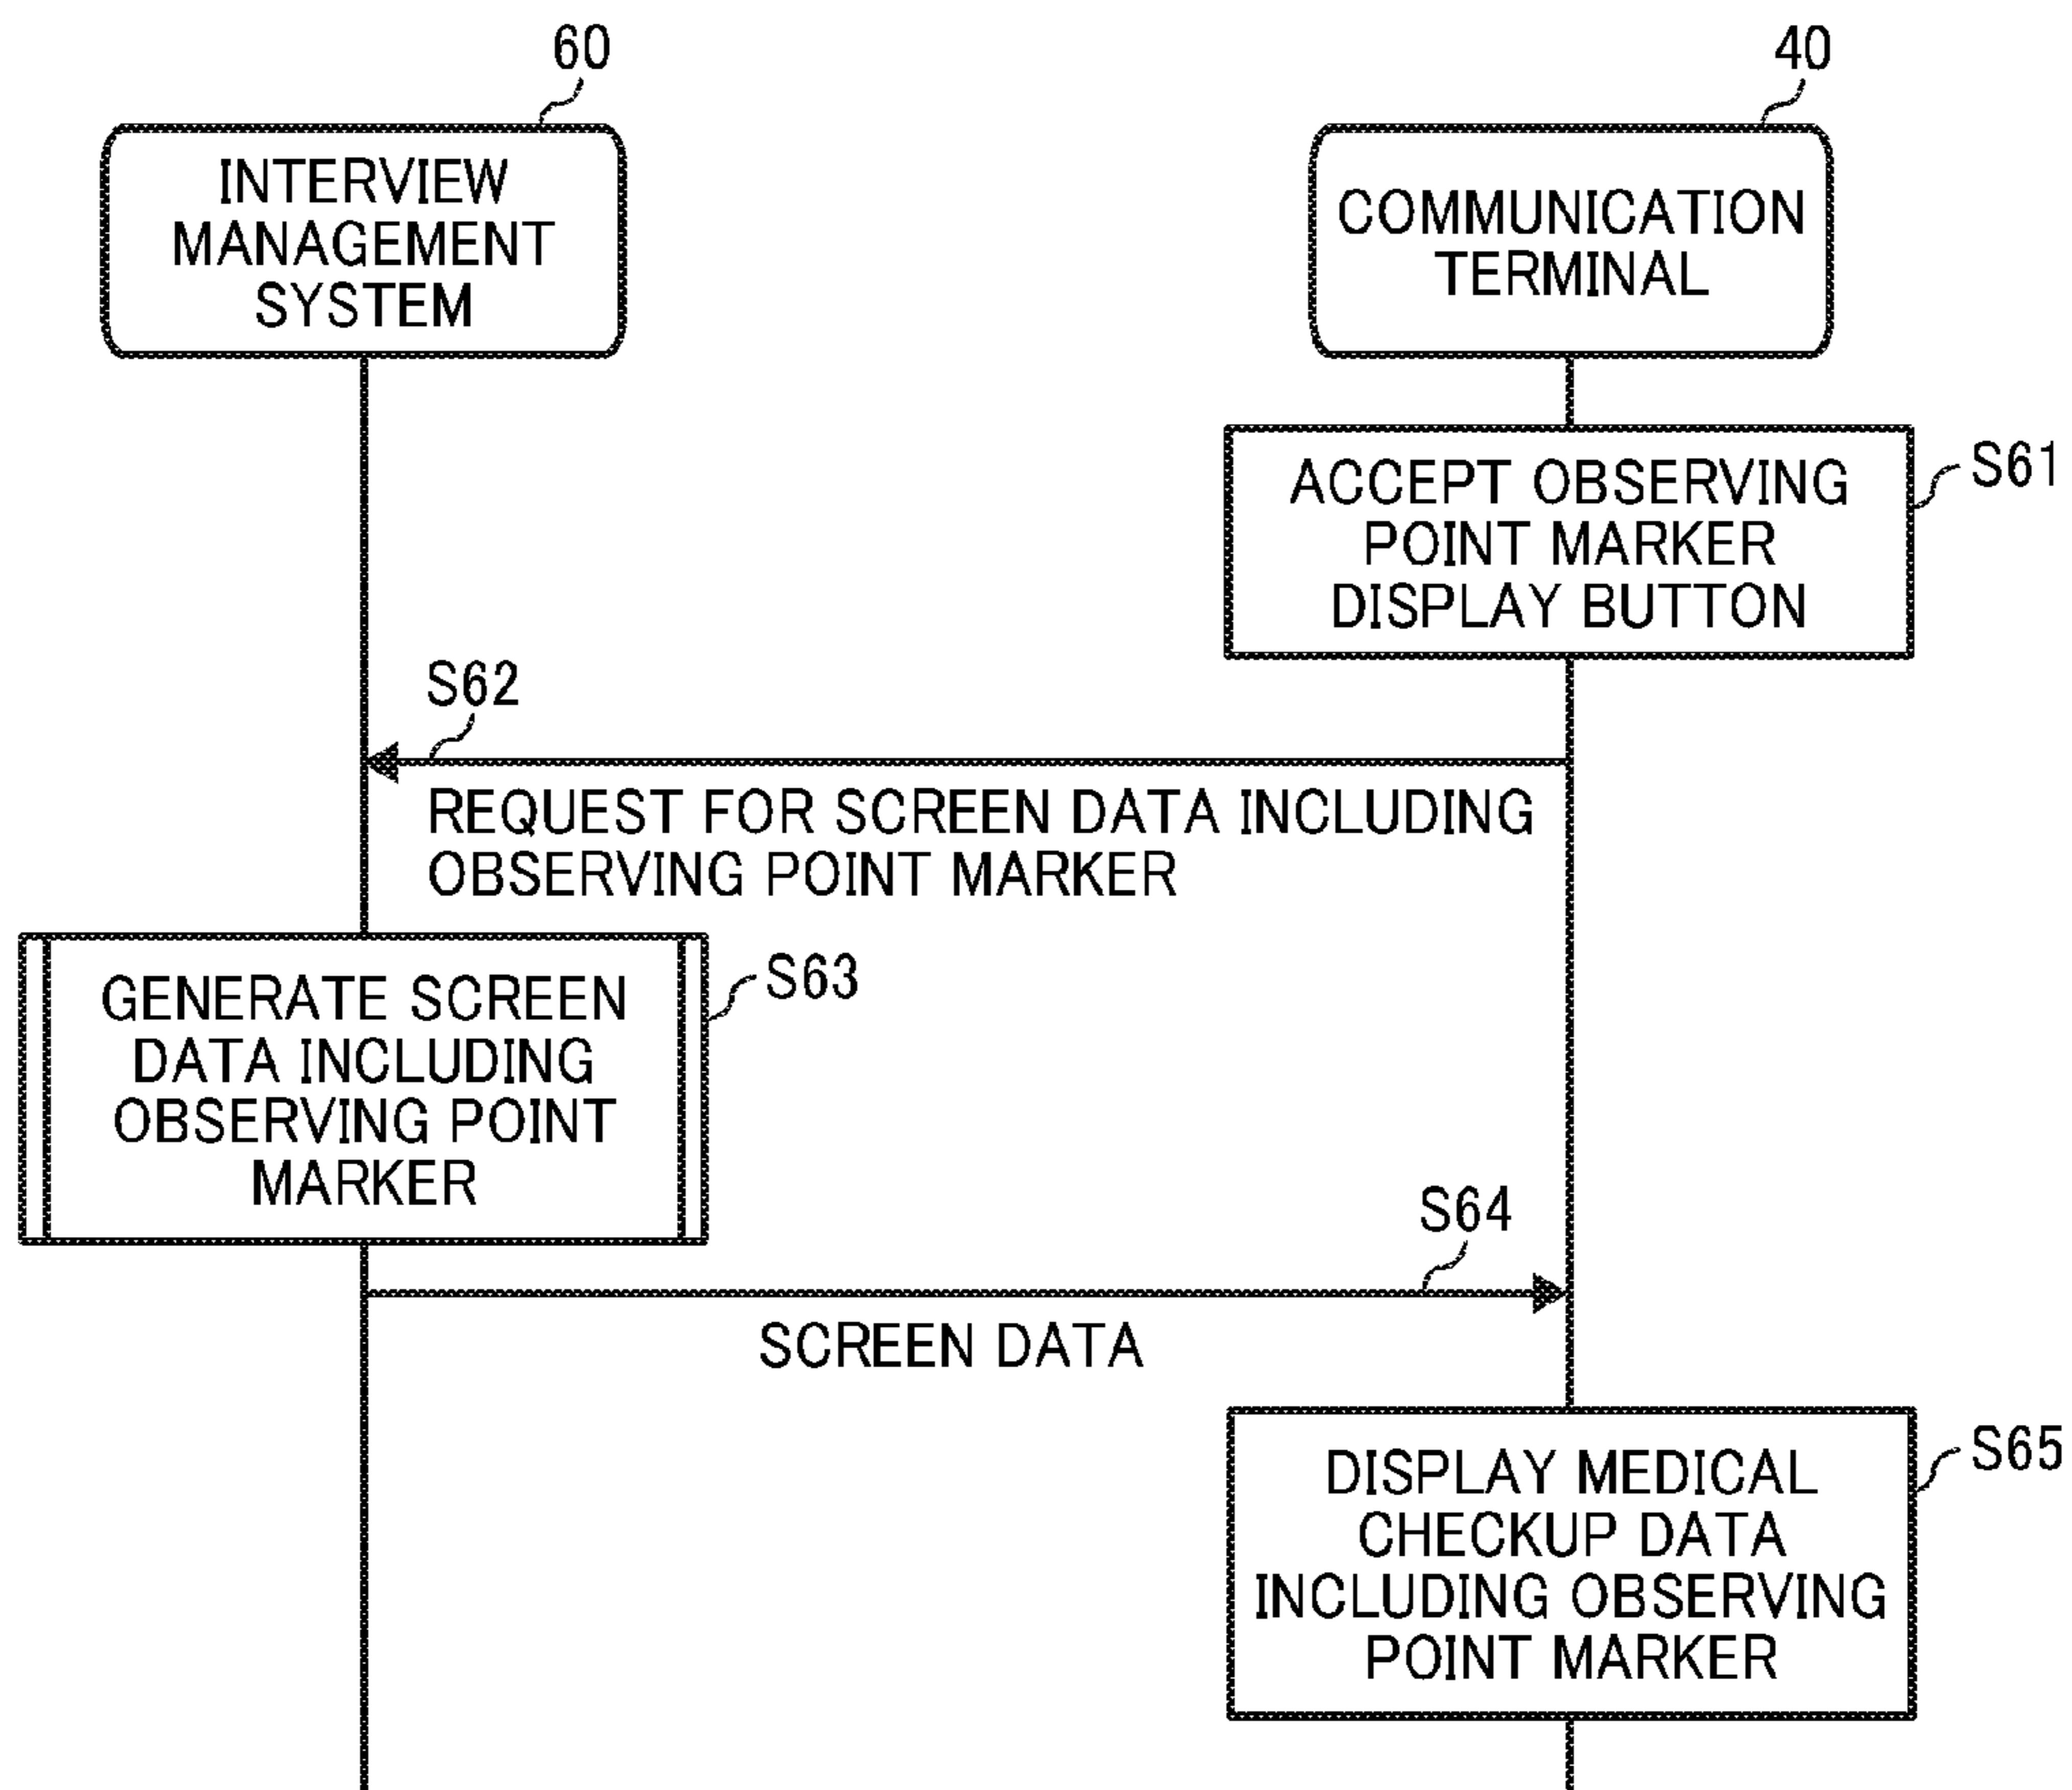 60
INTERVIEW
MANAGEMENT
SYSTEM
40
COMMUNICATION
TERMINAL
ACCEPT OBSERVING
POINT MARKER
DISPLAY BUTTON
S61
S62
REQUEST FOR SCREEN DATA INCLUDING
OBSERVING POINT MARKER
GENERATE SCREEN
DATA INCLUDING
OBSERVING POINT
MARKER
S63
S64
SCREEN DATA
DISPLAY MEDICAL
CHECKUP DATA
INCLUDING OBSERVING
POINT MARKER
S65